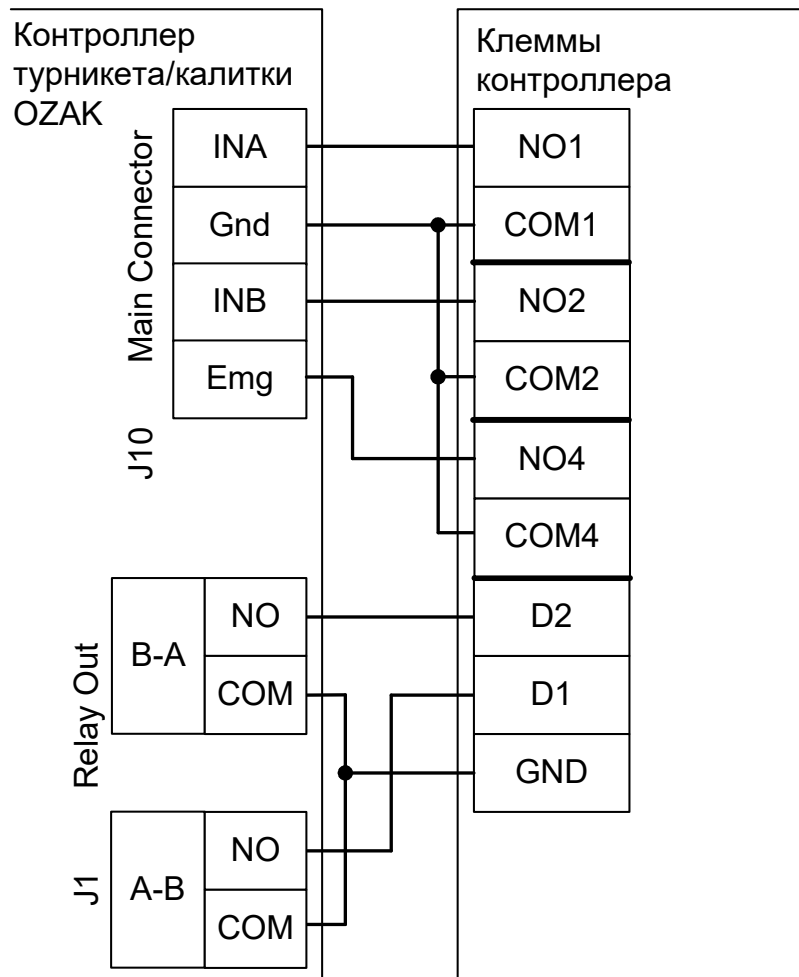 Контроллер
турникета/калитки
OZAK
Клеммы
контроллера
Main Connector
J10
INA
Gnd
INB
Emg
NO1
COM1
NO2
COM2
NO4
COM4
D2
D1
GND
Relay Out
J1
B-A
NO
COM
A-B
NO
COM